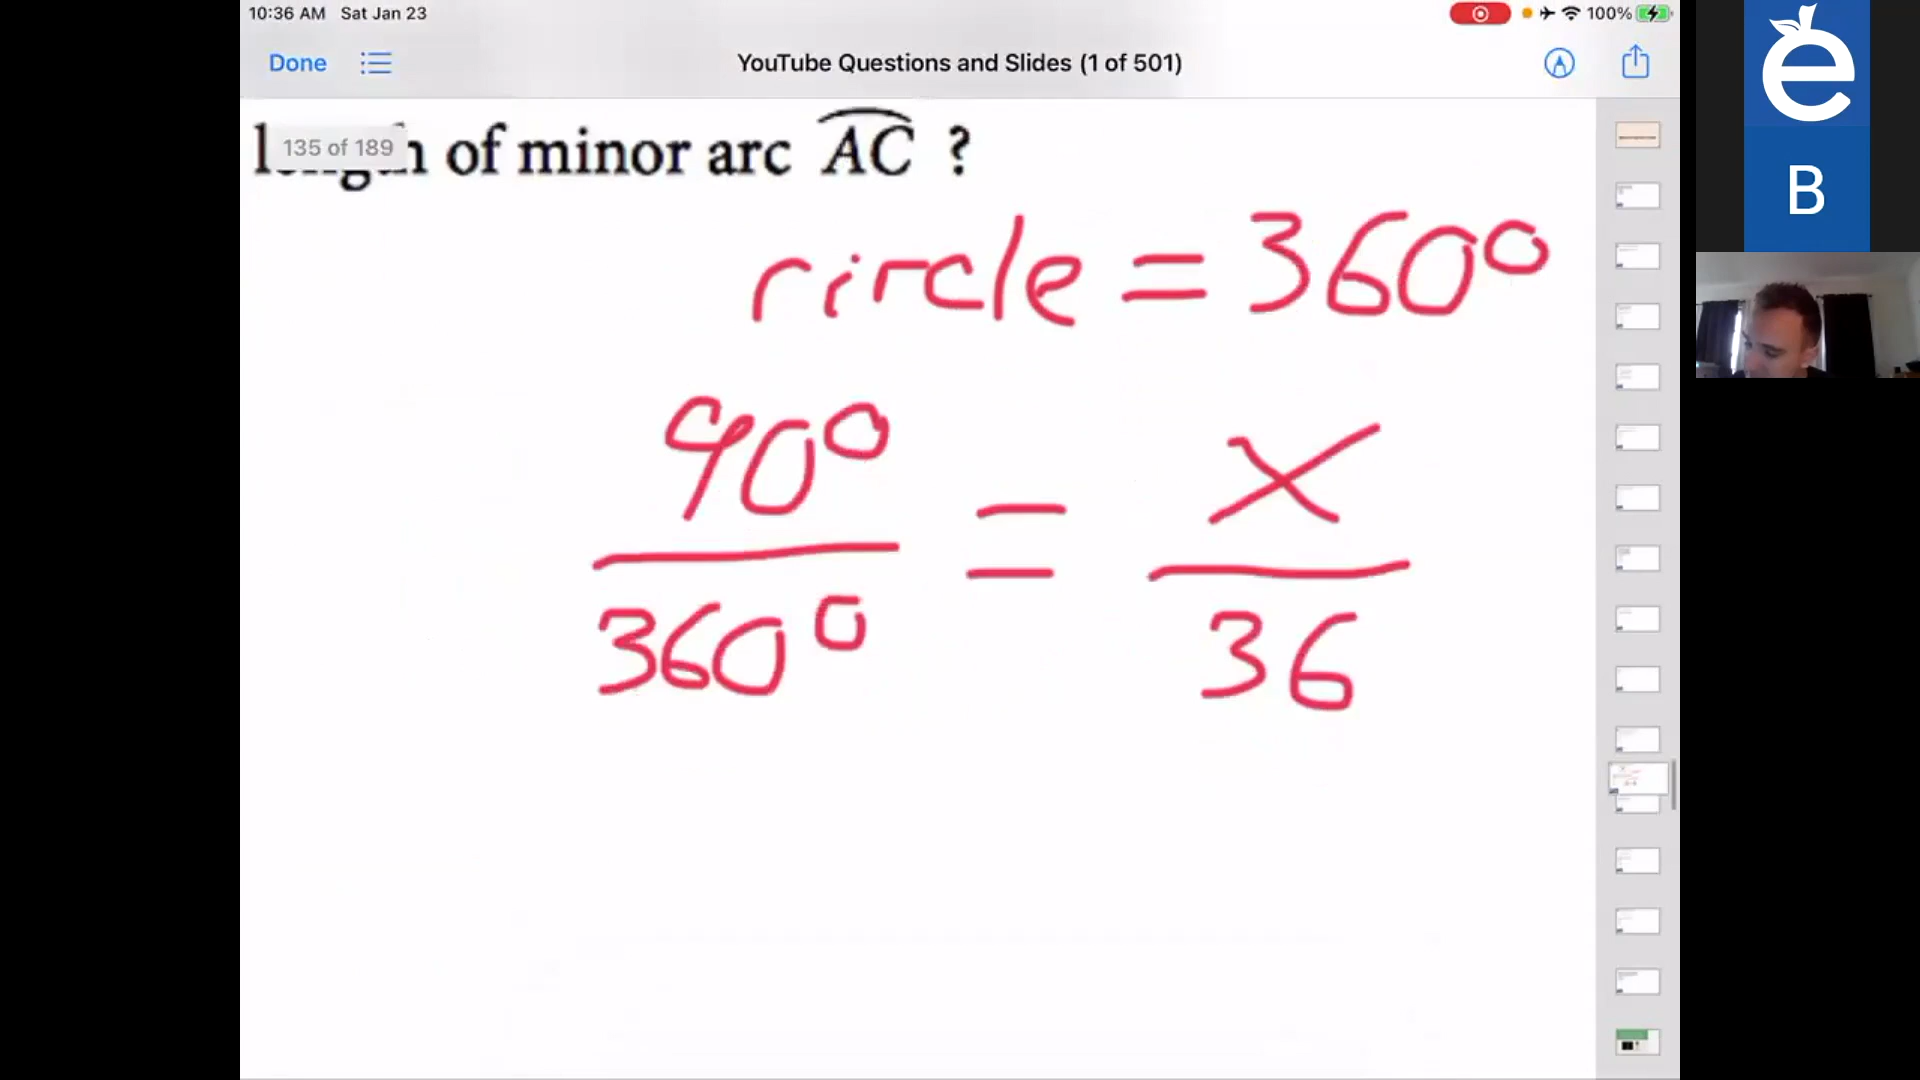 10:36 AM Sat Jan 23
100%
Done
YouTube Questions and Slides (1 of 501)
135 of 189
of minor arc AC ?
circle = 360°
90° = x
360° 36
e
B